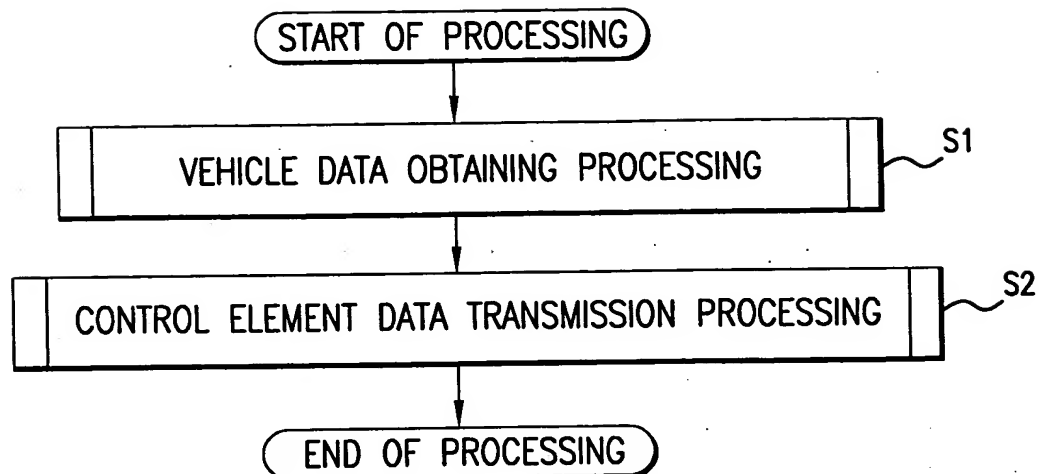 START OF PROCESSING
VEHICLE DATA OBTAINING PROCESSING
S1
CONTROL ELEMENT DATA TRANSMISSION PROCESSING
S2
END OF PROCESSING